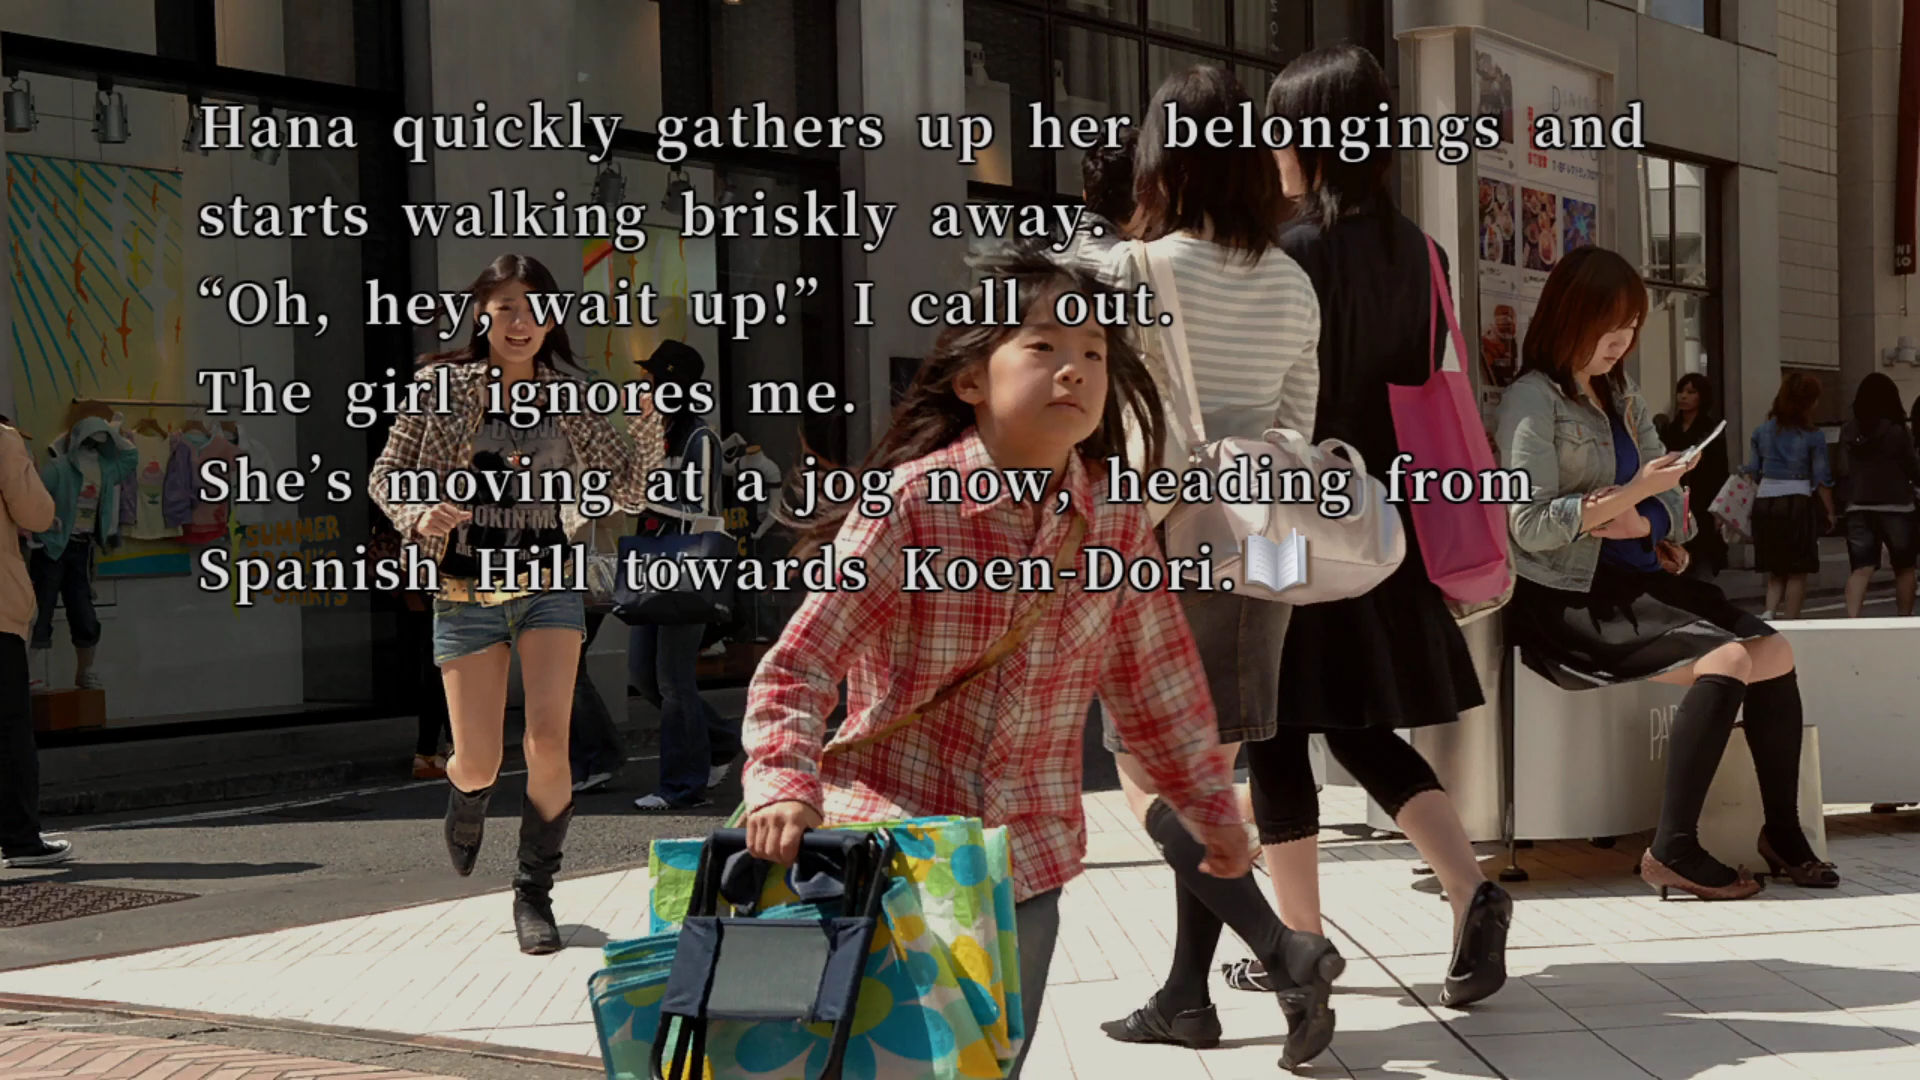 Hana quickly gathers up her belongings and
starts walking briskly away.
“Oh, hey, wait up!” I call out.
The girl ignores me.
She’s moving at a jog now, heading from
Spanish Hill towards Koen-Dori.
SUMMER